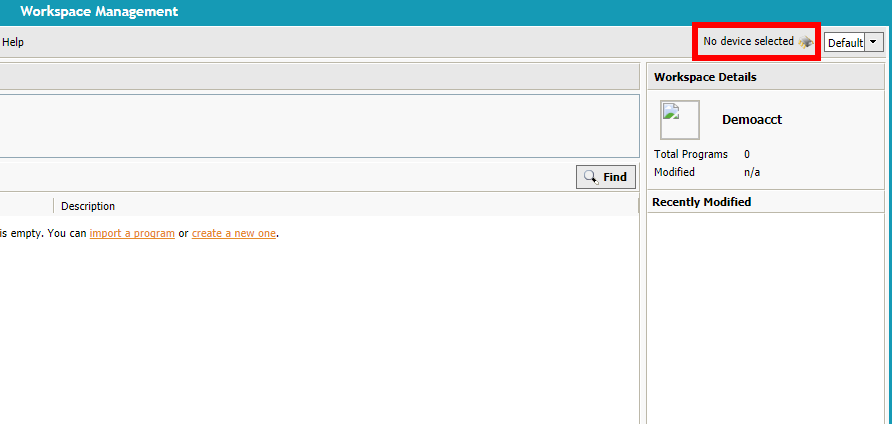 Workspace Management
Help
No device selected
Default
Workspace Details
Demoacct
Total Programs 0
Modified n/a
Find
Recently Modified
Description
is empty. You can import a program or create a new one.